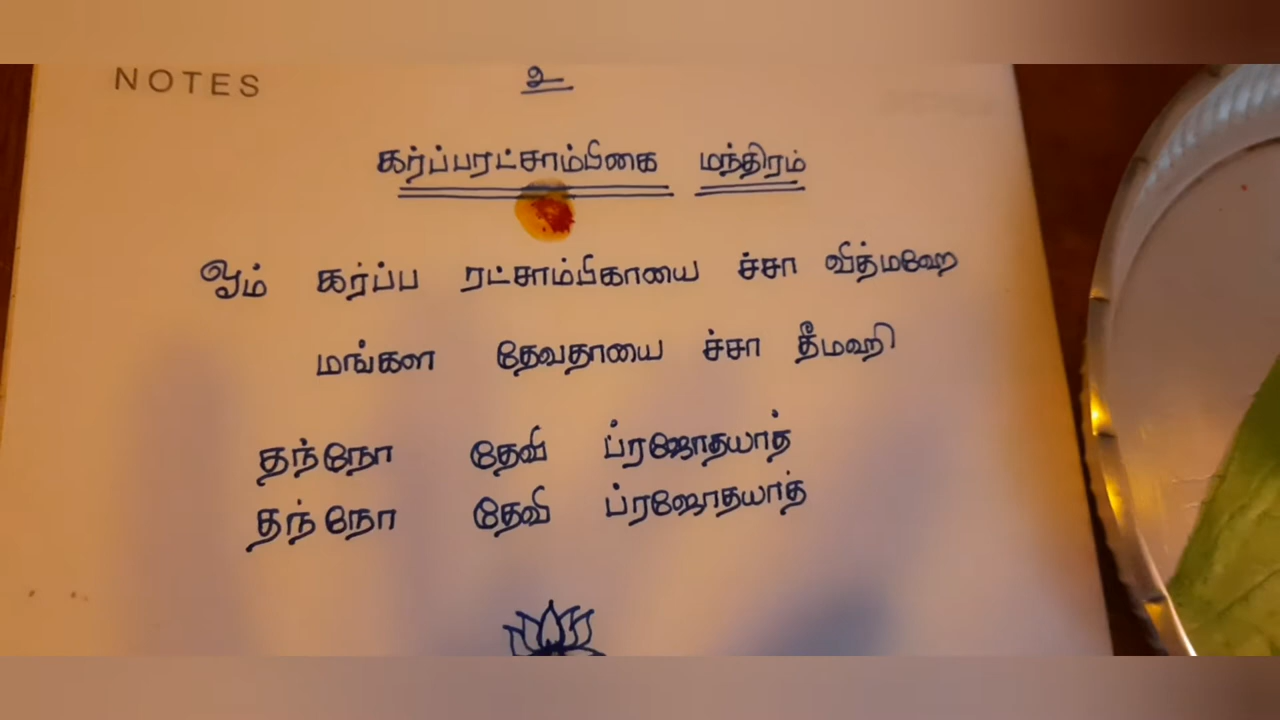 NOTES
உ
கர்ப்பரட்சாம்பிகை மந்திரம்
ஓம் கர்ப்ப ரட்சாம்பிகாயை ச்சா வித்மஹே
மங்கள தேவதாயை ச்சா தீமஹி
தந்நோ தேவி ப்ரஜோதயாத்
தந்நோ தேவி ப்ரஜோதயாத்